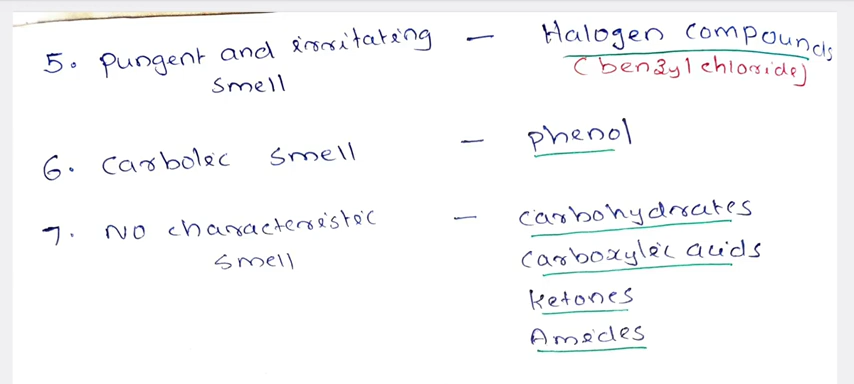 5. Pungent and irritating smell - Halogen compounds
(benzyl chloride)
6. Carbolic smell - phenol
7. No characteristic smell - carbohydrates
Carboxylic acids
Ketones
Amides